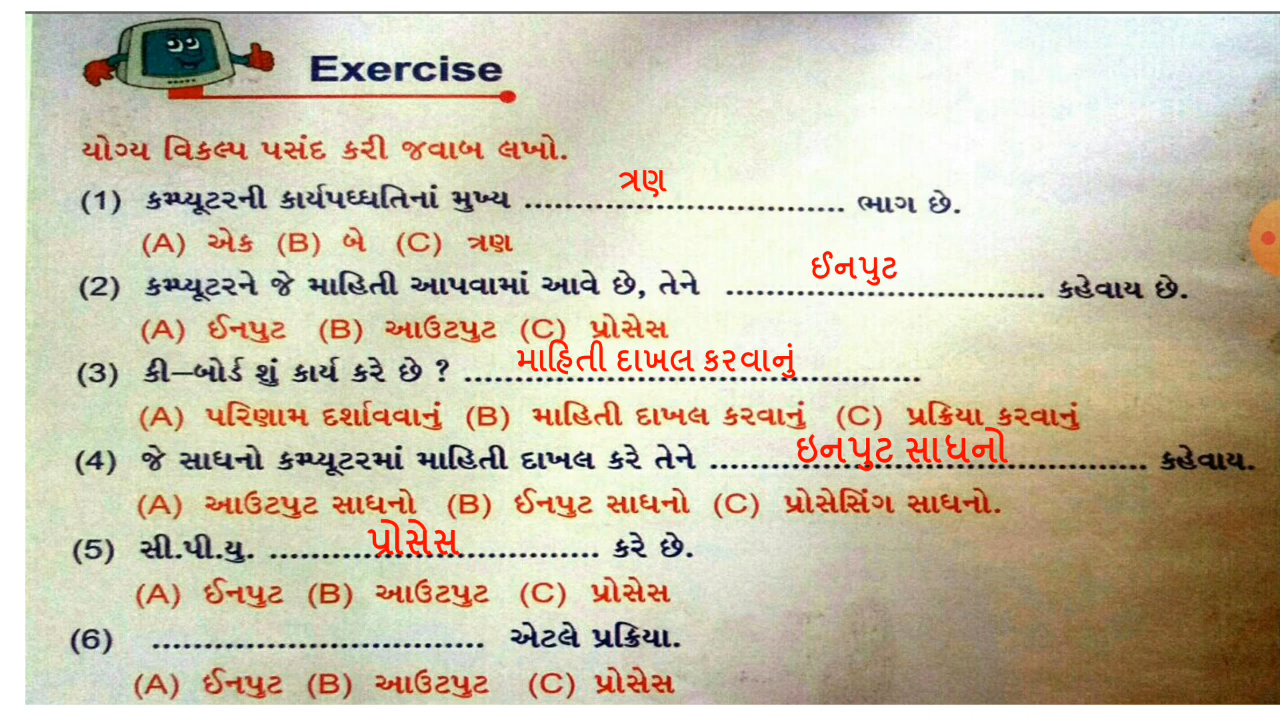 Exercise
યોગ્ય વિકલ્પ પસંદ કરી જવાબ લખો.
(1) કમ્પ્યૂટરની કાર્યપધ્ધતિનાં મુખ્ય ........ ત્રણ ........ ભાગ છે.
(A) એક (B) બે (C) ત્રણ
(2) કમ્પ્યૂટરને જે માહિતી આપવામાં આવે છે, તેને ........ ઈનપુટ ........ કહેવાય છે.
(A) ઈનપુટ (B) આઉટપુટ (C) પ્રોસેસ
(3) કી–બોર્ડ શું કાર્ય કરે છે ? ........ માહિતી દાખલ કરવાનું ........
(A) પરિણામ દર્શાવવાનું (B) માહિતી દાખલ કરવાનું (C) પ્રક્રિયા કરવાનું
(4) જે સાધનો કમ્પ્યૂટરમાં માહિતી દાખલ કરે તેને ........ ઇનપુટ સાધનો ........ કહેવાય.
(A) આઉટપુટ સાધનો (B) ઈનપુટ સાધનો (C) પ્રોસેસિંગ સાધનો.
(5) સી.પી.યુ. ........ પ્રોસેસ ........ કરે છે.
(A) ઈનપુટ (B) આઉટપુટ (C) પ્રોસેસ
(6) ................ એટલે પ્રક્રિયા.
(A) ઈનપુટ (B) આઉટપુટ (C) પ્રોસેસ